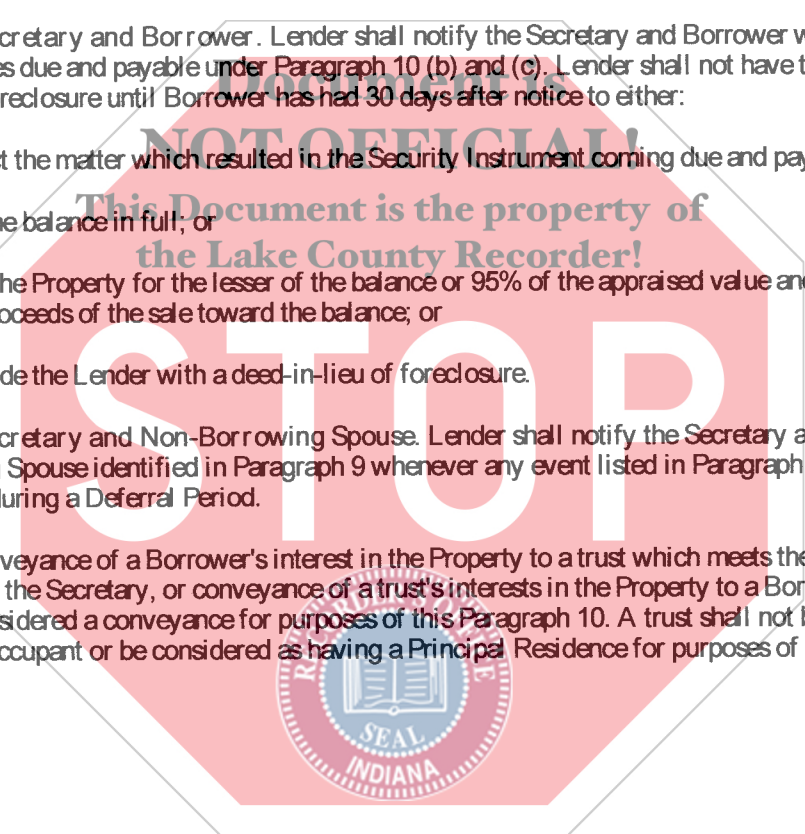 cretary and Borrower. Lender shall notify the Secretary and Borrower w
es due and payable under Paragraph 10 (b) and (c). Lender shall not have t
Document is
reclosure until Borrower has had 30 days after notice to either:
NOT OFFICIAL!
t the matter which resulted in the Security Instrument coming due and pay
This Document is the property of
e balance in full; or
the Lake County Recorder!
he Property for the lesser of the balance or 95% of the appraised value and
oceeds of the sale toward the balance; or
STOP
de the Lender with a deed-in-lieu of foreclosure.
cretary and Non-Borrowing Spouse. Lender shall notify the Secretary a
Spouse identified in Paragraph 9 whenever any event listed in Paragraph
luring a Deferral Period.
veyance of a Borrower's interest in the Property to a trust which meets the
the Secretary, or conveyance of a trust's interests in the Property to a Bor
sidered a conveyance for purposes of this Paragraph 10. A trust shall not b
ccupant or be considered as having a Principal Residence for purposes of
RECORDER'S OFFICE
SEAL
INDIANA